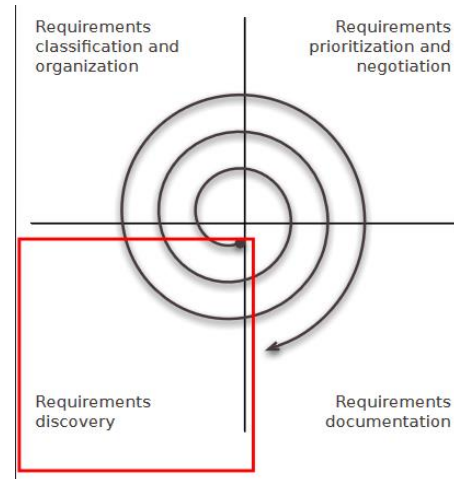 Requirements
classification and
organization
Requirements
prioritization and
negotiation
Requirements
discovery
Requirements
documentation